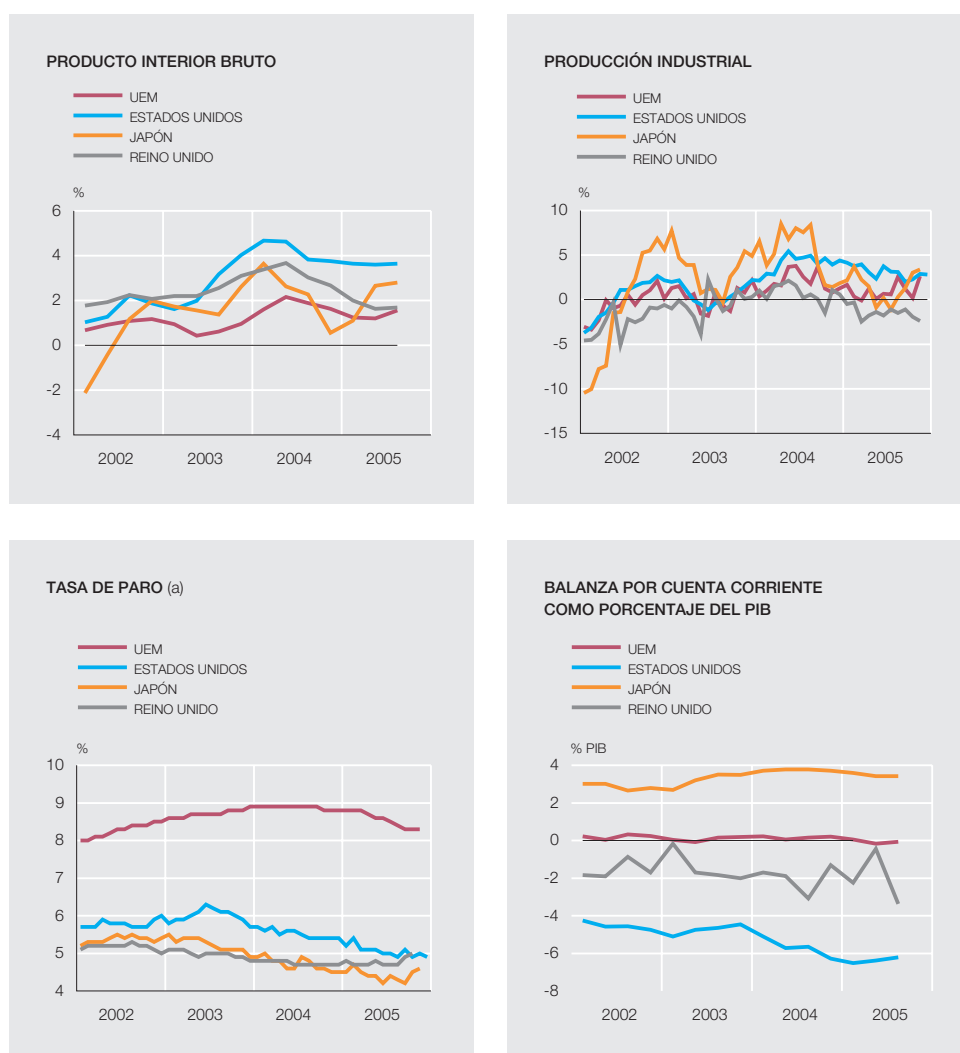 PRODUCTO INTERIOR BRUTO
UEM
ESTADOS UNIDOS
JAPÓN
REINO UNIDO
%
6
4
2
0
-2
-4
2002 2003 2004 2005
PRODUCCIÓN INDUSTRIAL
UEM
ESTADOS UNIDOS
JAPÓN
REINO UNIDO
%
10
5
0
-5
-10
-15
2002 2003 2004 2005
TASA DE PARO (a)
UEM
ESTADOS UNIDOS
JAPÓN
REINO UNIDO
%
10
9
8
7
6
5
4
2002 2003 2004 2005
BALANZA POR CUENTA CORRIENTE
COMO PORCENTAJE DEL PIB
UEM
ESTADOS UNIDOS
JAPÓN
REINO UNIDO
% PIB
4
2
0
-2
-4
-6
-8
2002 2003 2004 2005